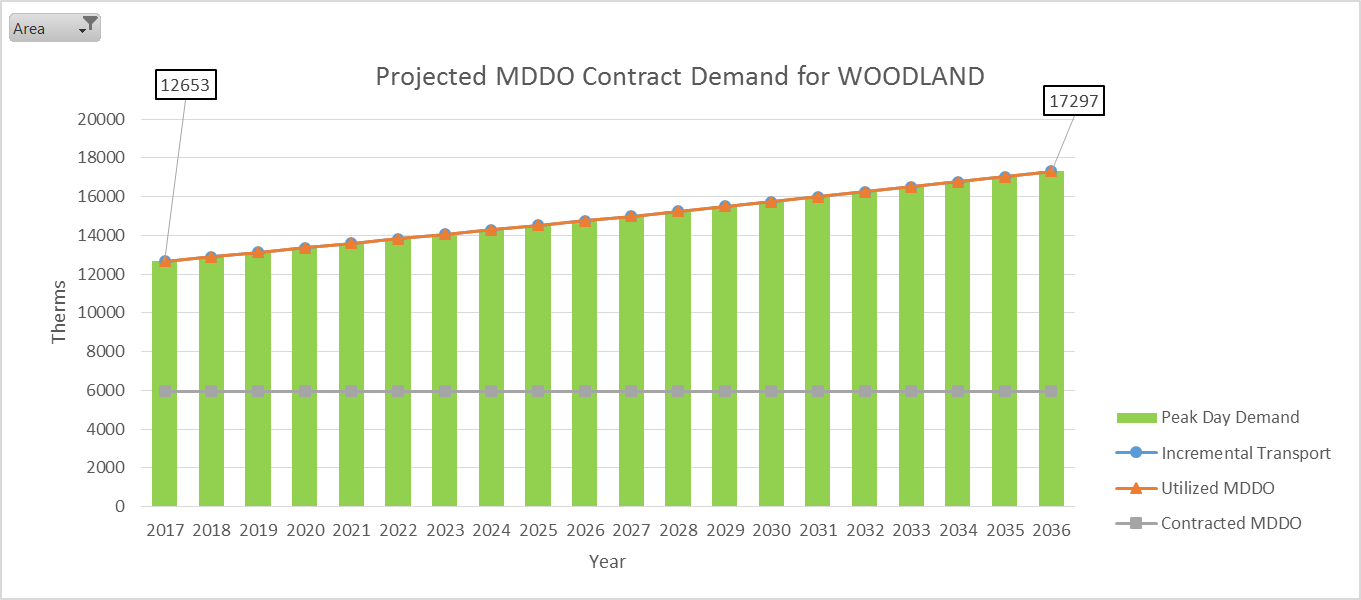 Area
Projected MDDO Contract Demand for WOODLAND
12653
17297
20000
18000
16000
14000
12000
10000
8000
6000
4000
2000
0
Therms
2017 2018 2019 2020 2021 2022 2023 2024 2025 2026 2027 2028 2029 2030 2031 2032 2033 2034 2035 2036
Year
Peak Day Demand
Incremental Transport
Utilized MDDO
Contracted MDDO